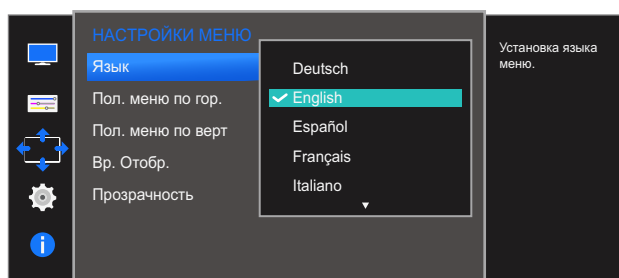 НАСТРОЙКИ МЕНЮ
Язык
Пол. меню по гор.
Пол. меню по верт
Вр. Отобр.
Прозрачность
Deutsch
English
Español
Français
Italiano
Установка языка
меню.